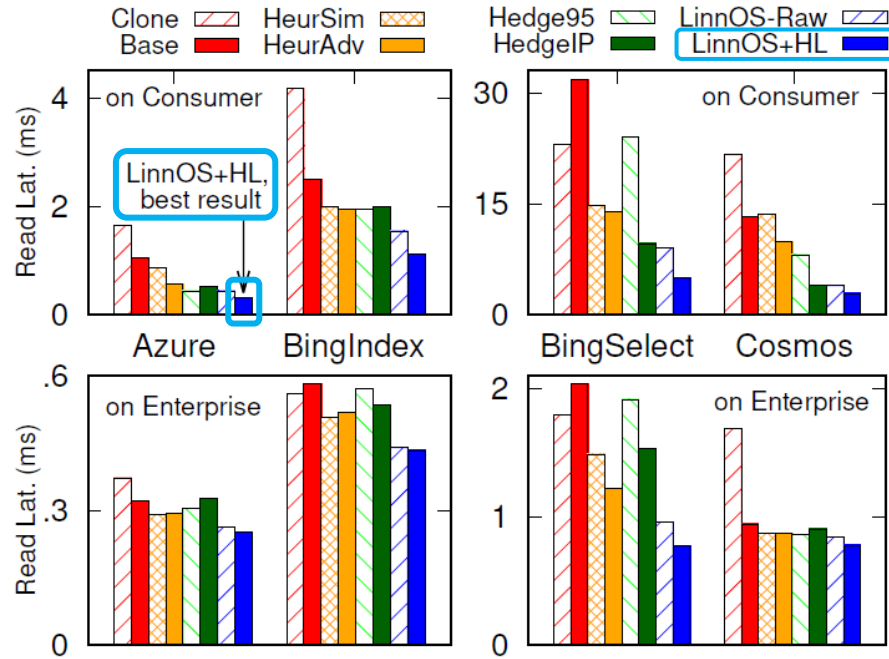 Clone HeurSim Hedge95 LinnOS-Raw
Base HeurAdv HedgeIP LinnOS+HL
Read Lat. (ms)
4
2
0
on Consumer
LinnOS+HL,
best result
30
15
0
on Consumer
Azure BingIndex BingSelect Cosmos
Read Lat. (ms)
.6
.3
0
on Enterprise
2
1
0
on Enterprise